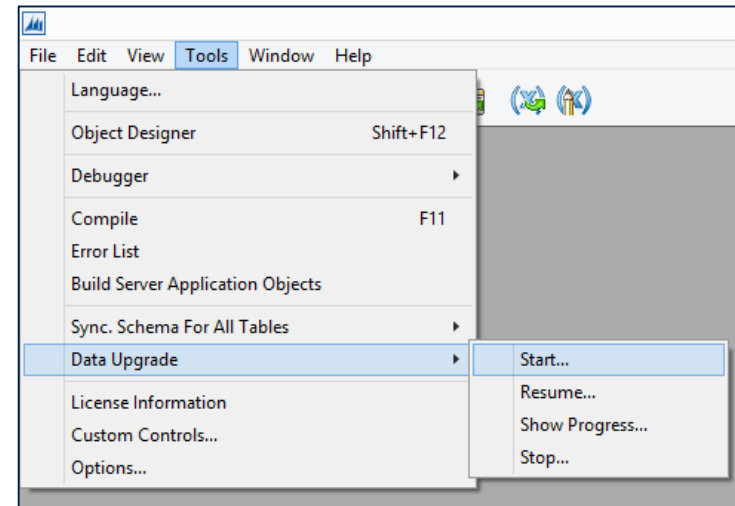 File Edit View Tools Window Help
Language...
Object Designer Shift+F12
Debugger
Compile F11
Error List
Build Server Application Objects
Sync. Schema For All Tables
Data Upgrade
Start...
Resume...
Show Progress...
Stop...
License Information
Custom Controls...
Options...